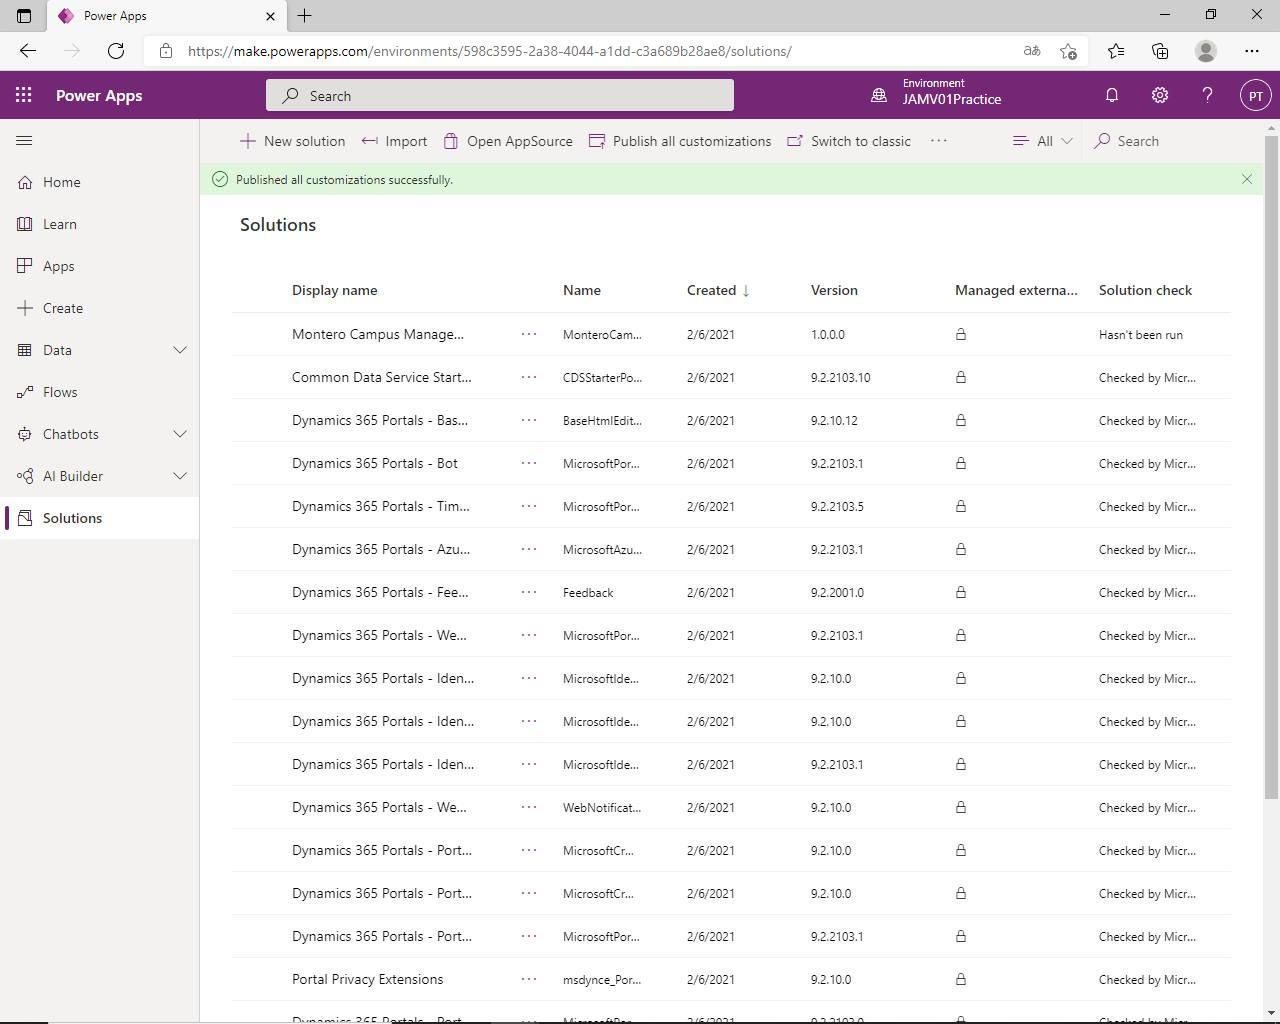 Power Apps
https://make.powerapps.com/environments/598c3595-2a38-4044-a1dd-c3a689b28ae8/solutions/
Power Apps
Search
Environment
JAMV01Practice
PT
New solution
Import
Open AppSource
Publish all customizations
Switch to classic
All
Search
Home
Learn
Apps
Create
Data
Flows
Chatbots
AI Builder
Solutions
Published all customizations successfully.
Solutions
Display name Name Created Version Managed externa... Solution check
Montero Campus Manage... MonteroCam... 2/6/2021 1.0.0.0 Hasn't been run
Common Data Service Start... CDSStarterPo... 2/6/2021 9.2.2103.10 Checked by Micr...
Dynamics 365 Portals - Bas... BaseHtmlEdit... 2/6/2021 9.2.10.12 Checked by Micr...
Dynamics 365 Portals - Bot MicrosoftPor... 2/6/2021 9.2.2103.1 Checked by Micr...
Dynamics 365 Portals - Tim... MicrosoftPor... 2/6/2021 9.2.2103.5 Checked by Micr...
Dynamics 365 Portals - Azu... MicrosoftAzu... 2/6/2021 9.2.2103.1 Checked by Micr...
Dynamics 365 Portals - Fee... Feedback 2/6/2021 9.2.2001.0 Checked by Micr...
Dynamics 365 Portals - We... MicrosoftPor... 2/6/2021 9.2.2103.1 Checked by Micr...
Dynamics 365 Portals - Iden... MicrosoftIde... 2/6/2021 9.2.10.0 Checked by Micr...
Dynamics 365 Portals - Iden... MicrosoftIde... 2/6/2021 9.2.10.0 Checked by Micr...
Dynamics 365 Portals - Iden... MicrosoftIde... 2/6/2021 9.2.2103.1 Checked by Micr...
Dynamics 365 Portals - We... WebNotificat... 2/6/2021 9.2.10.0 Checked by Micr...
Dynamics 365 Portals - Port... MicrosoftCr... 2/6/2021 9.2.10.0 Checked by Micr...
Dynamics 365 Portals - Port... MicrosoftCr... 2/6/2021 9.2.10.0 Checked by Micr...
Dynamics 365 Portals - Port... MicrosoftPor... 2/6/2021 9.2.2103.1 Checked by Micr...
Portal Privacy Extensions msdynce_Por... 2/6/2021 9.2.10.0 Checked by Micr...
Dynamics 365 Portals - Port... MicrosoftPor... 2/6/2021 9.2.2103.0 Checked by Micr...